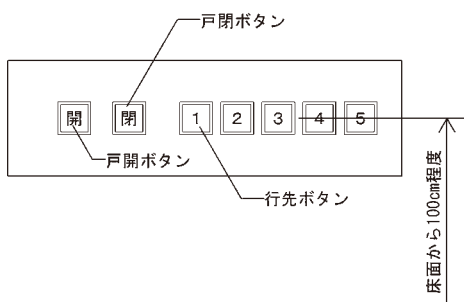 戸閉ボタン
開 閉 1 2 3 4 5
戸開ボタン
行先ボタン
床面から100cm程度